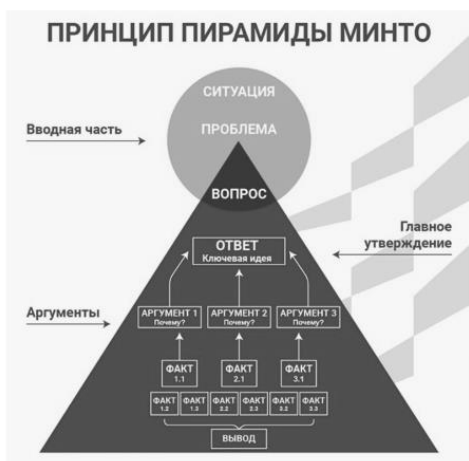 ПРИНЦИП ПИРАМИДЫ МИНТО
СИТУАЦИЯ
ПРОБЛЕМА
Вводная часть
ВОПРОС
Главное
утверждение
ОТВЕТ
Ключевая идея
Аргументы
АРГУМЕНТ 1
Почему?
АРГУМЕНТ 2
Почему?
АРГУМЕНТ 3
Почему?
ФАКТ
1.1
ФАКТ
2.1
ФАКТ
3.1
ФАКТ
1.2
ФАКТ
1.3
ФАКТ
2.2
ФАКТ
2.3
ФАКТ
3.2
ФАКТ
3.3
ВЫВОД